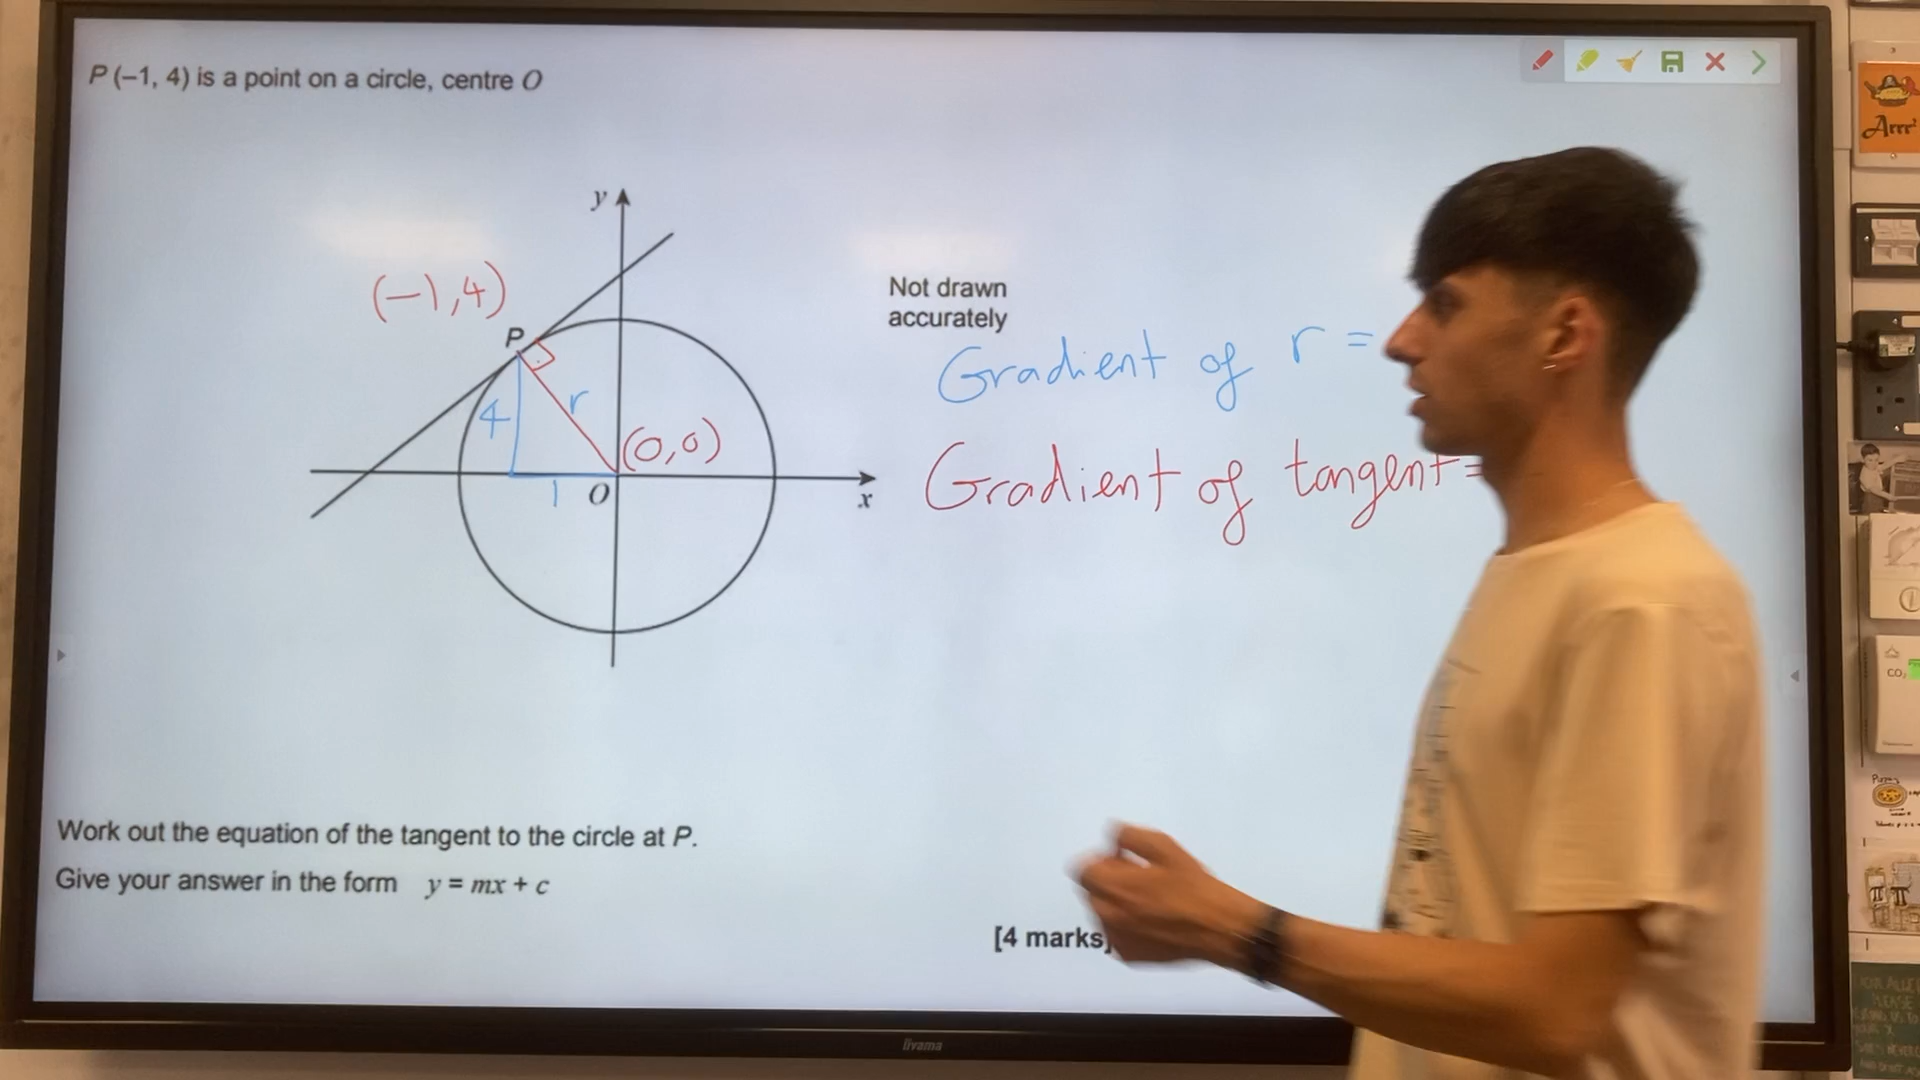 P (–1, 4) is a point on a circle, centre O
y
(-1,4)
P
Not drawn
accurately
Gradient of r =
4
r
(0,0)
Gradient of tangent =
1
O
x
Work out the equation of the tangent to the circle at P.
Give your answer in the form y = mx + c
[4 marks]
iiyama
Arrr!
CO₂